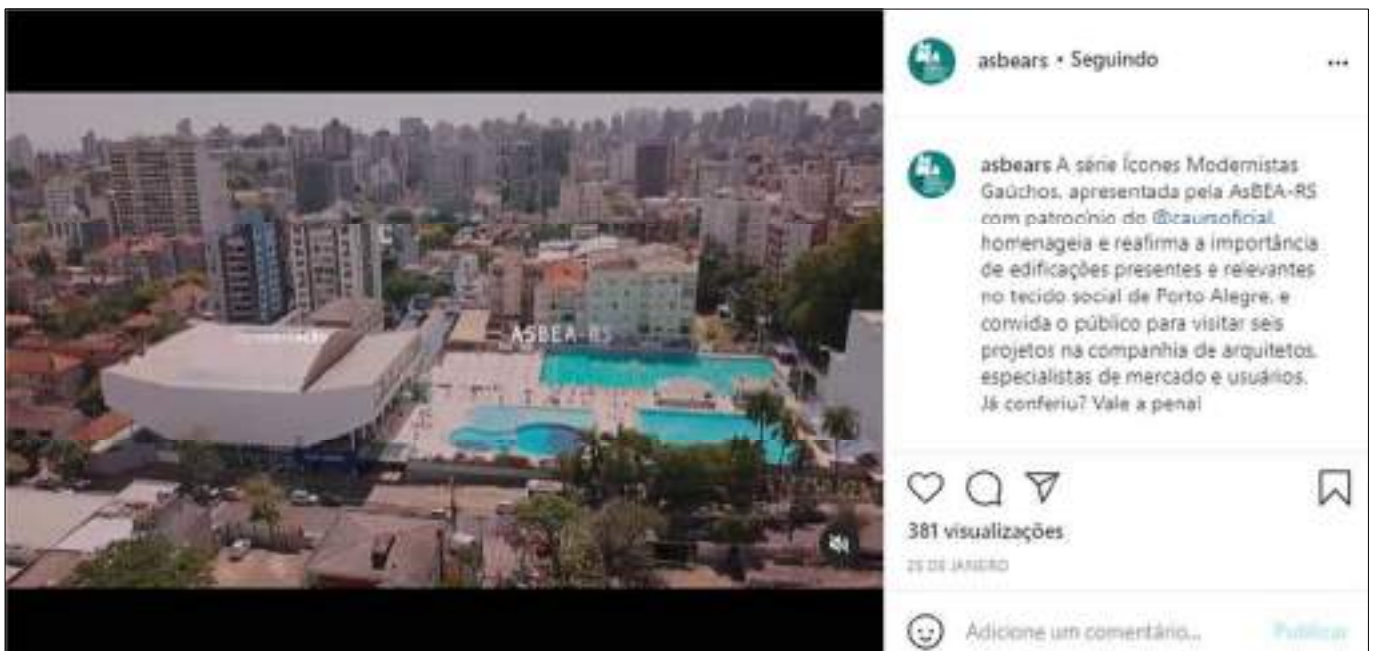 asbears • Seguindo
asbears A série Ícones Modernistas
Gaúchos, apresentada pela AsBEA-RS
com patrocínio do @caursoficial,
homenageia e reafirma a importância
de edificações presentes e relevantes
no tecido social de Porto Alegre, e
convida o público para visitar seis
projetos na companhia de arquitetos,
especialistas de mercado e usuários.
Já conferiu? Vale a pena!
ASBEA-RS
381 visualizações
25 DE JANEIRO
Adicione um comentário...
Publicar